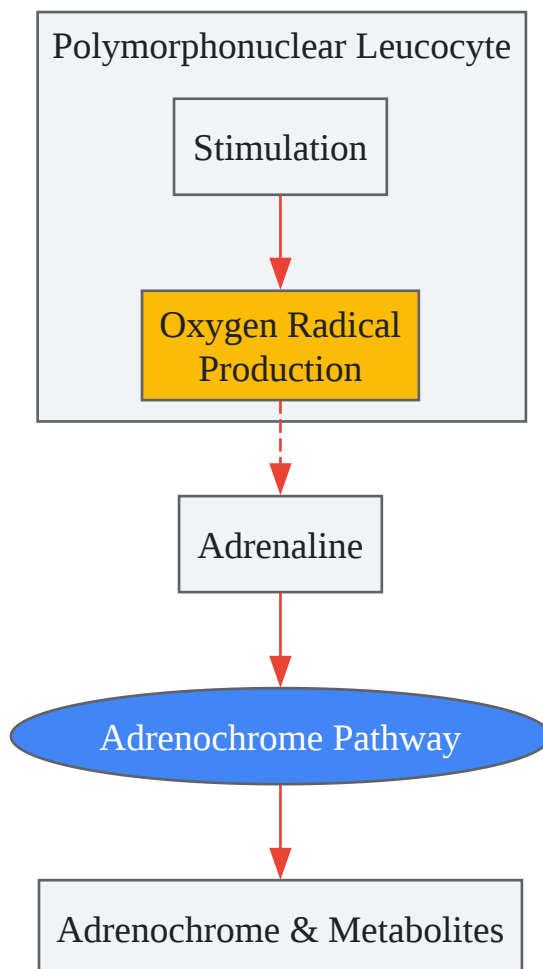 Polymorphonuclear Leucocyte
Stimulation
Oxygen Radical
Production
Adrenaline
Adrenochrome Pathway
Adrenochrome & Metabolites